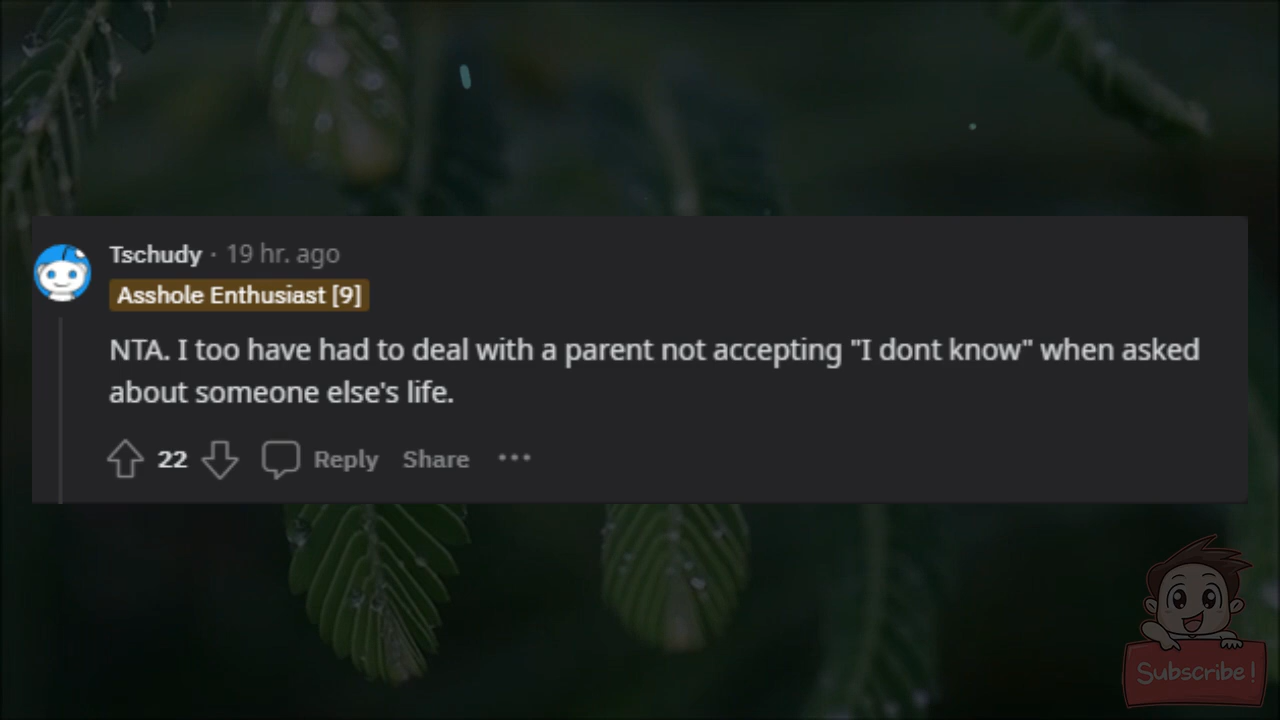 Tschudy · 19 hr. ago
Asshole Enthusiast [9]
NTA. I too have had to deal with a parent not accepting "I dont know" when asked
about someone else's life.
22 Reply Share ···
Subscribe!